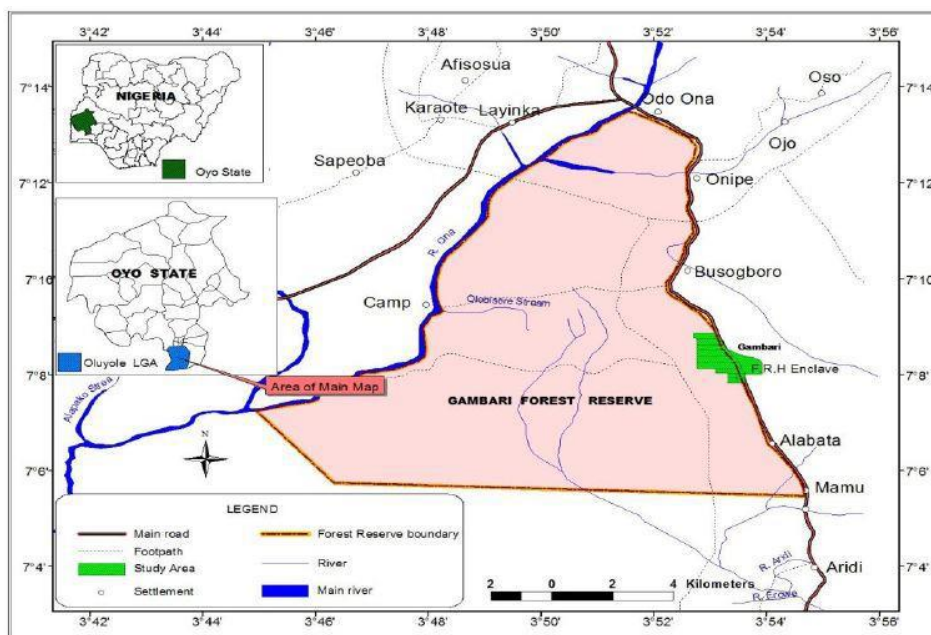 3°42' 3°44' 3°46' 3°48' 3°50' 3°52' 3°54' 3°56'
7°14'
7°12'
7°10'
7°8'
7°6'
7°4'
NIGERIA
Oyo State
OYO STATE
Oluyole LGA
Area of Main Map
Afisosua
Karaote
Layinka
Odo Ona
Oso
Ojo
Sapeoba
Onipe
R. Ona
Busogboro
Camp
Gambari
F.R.H Enclave
GAMBARI FOREST RESERVE
Alabata
Mamu
Aridi
R. Aridi
N
LEGEND
Main road
Footpath
Study Area
Settlement
Forest Reserve boundary
River
Main river
2 0 2 4 Kilometers
7°14'
7°12'
7°10'
7°8'
7°6'
7°4'
3°42' 3°44' 3°46' 3°48' 3°50' 3°52' 3°54' 3°56'